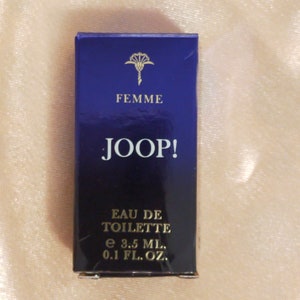 FEMME
JOOP!
EAU DE
TOILETTE
e 3.5 ML.
0.1 FL. OZ.